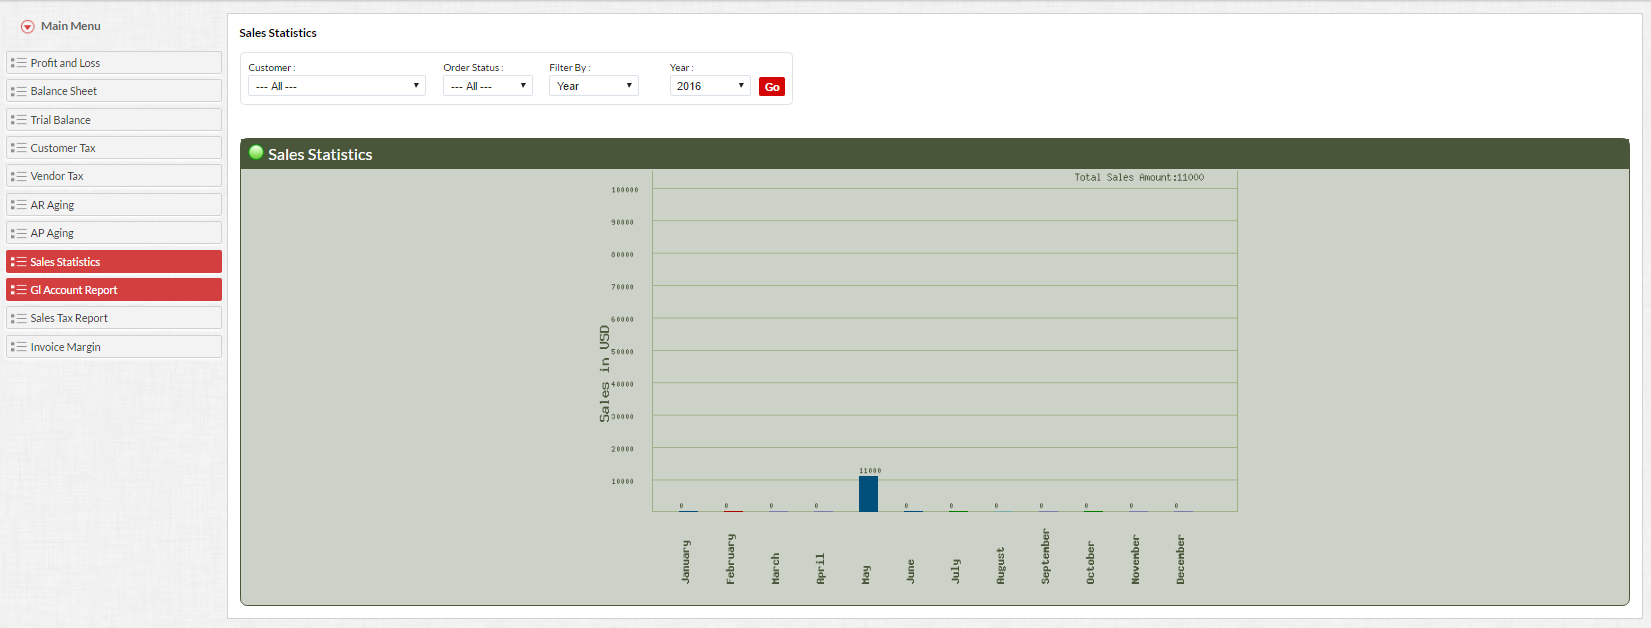 Main Menu
Profit and Loss
Balance Sheet
Trial Balance
Customer Tax
Vendor Tax
AR Aging
AP Aging
Sales Statistics
Gl Account Report
Sales Tax Report
Invoice Margin
Sales Statistics
Customer : Order Status : Filter By : Year :
--- All --- --- All --- Year 2016 Go
Sales Statistics
Total Sales Amount:11000
100000
90000
80000
70000
60000
50000
40000
30000
20000
10000
Sales in USD
0 0 0 0 11000 0 0 0 0 0 0 0
January February March April May June July August September October November December